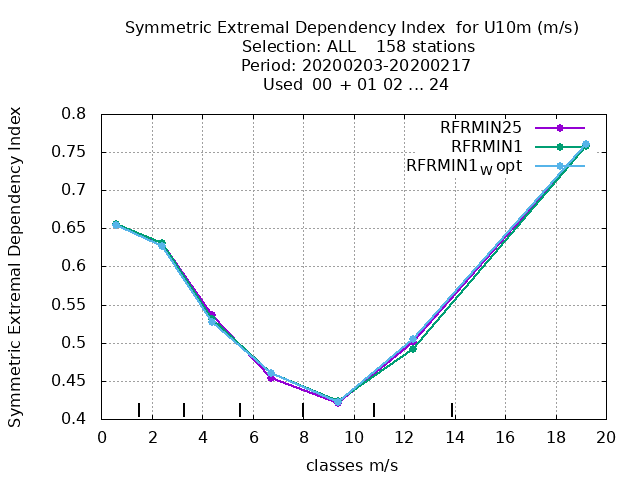 Symmetric Extremal Dependency Index for U10m (m/s)
Selection: ALL 158 stations
Period: 20200203-20200217
Used 00 + 01 02 ... 24
Symmetric Extremal Dependency Index
0.8
0.75
0.7
0.65
0.6
0.55
0.5
0.45
0.4
RFRMIN25
RFRMIN1
RFRMIN1W opt
0 2 4 6 8 10 12 14 16 18 20
classes m/s